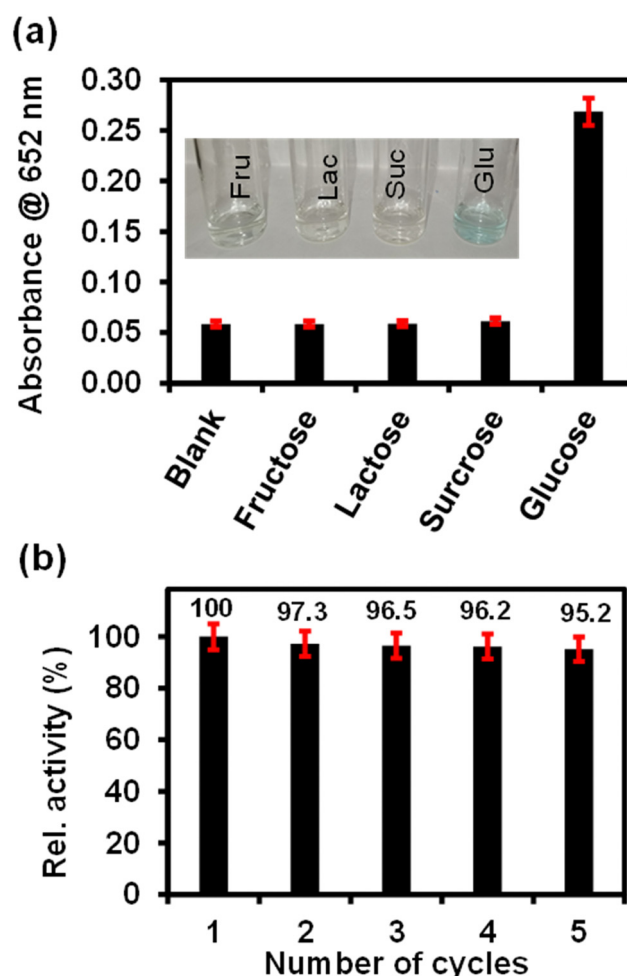 (a)
Absorbance @ 652 nm
0.30
0.25
0.20
0.15
0.10
0.05
0.00
Fru
Lac
Suc
Glu
Blank
Fructose
Lactose
Surcrose
Glucose
(b)
Rel. activity (%)
100
80
60
40
20
0
100
97.3
96.5
96.2
95.2
1
2
3
4
5
Number of cycles